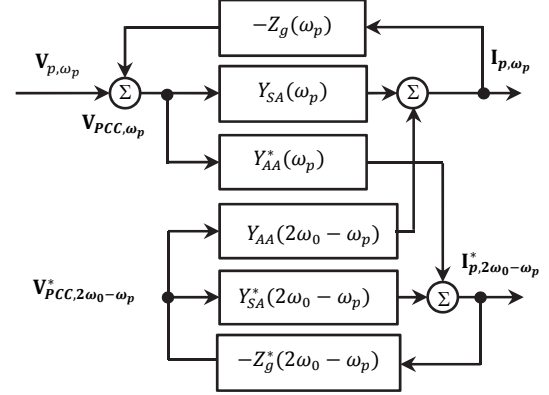 −Z_g(ω_p)
V_{p,ω_p}
I_{p,ω_p}
Σ
Y_{SA}(ω_p)
Σ
V_{PCC,ω_p}
Y^*_{AA}(ω_p)
Y_{AA}(2ω_0 − ω_p)
I^*_{p,2ω_0−ω_p}
V^*_{PCC,2ω_0−ω_p}
Y^*_{SA}(2ω_0 − ω_p)
Σ
−Z^*_g(2ω_0 − ω_p)